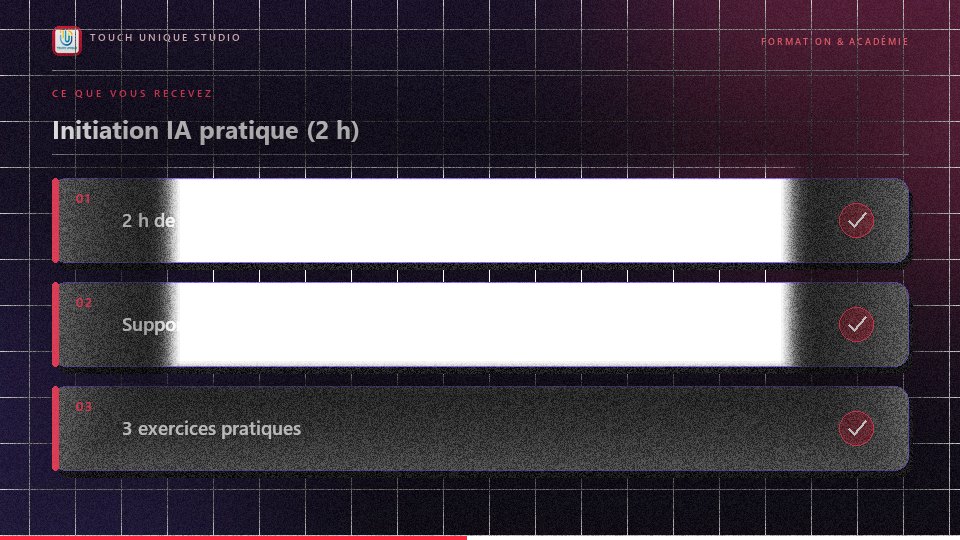 TOUCH UNIQUE STUDIO
FORMATION & ACADÉMIE
CE QUE VOUS RECEVEZ
Initiation IA pratique (2 h)
01
2 h de
02
03
3 exercices pratiques